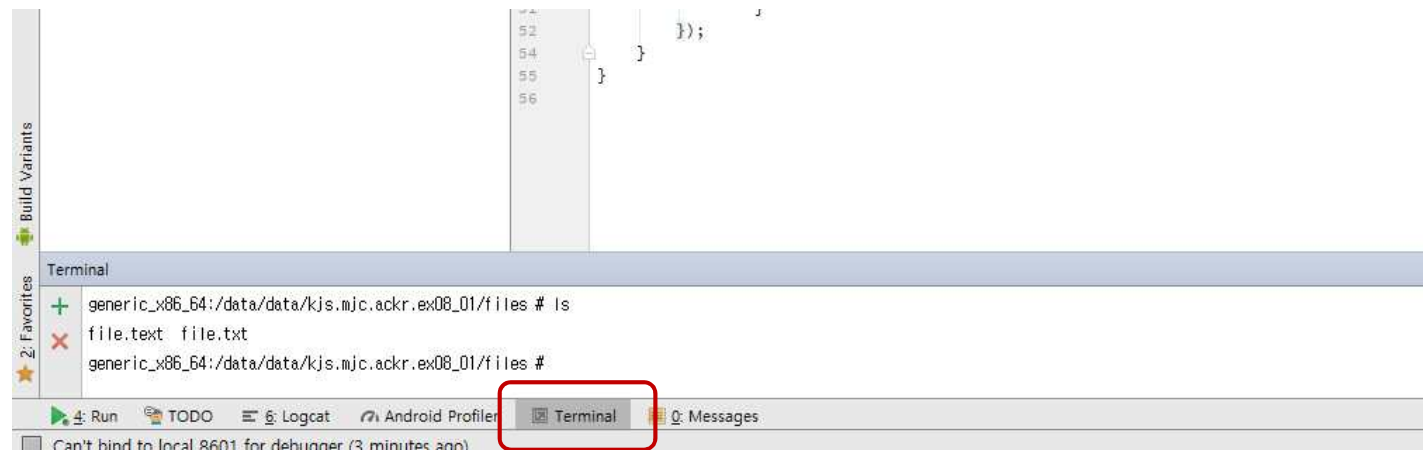 52 });
54 }
55 }
56
Build Variants
2: Favorites
Terminal
generic_x86_64:/data/data/kjs.mjc.ackr.ex08_01/files # ls
file.text file.txt
generic_x86_64:/data/data/kjs.mjc.ackr.ex08_01/files #
4: Run TODO 6: Logcat Android Profiler Terminal 0: Messages
Can't bind to local 8601 for debugger (3 minutes ago)